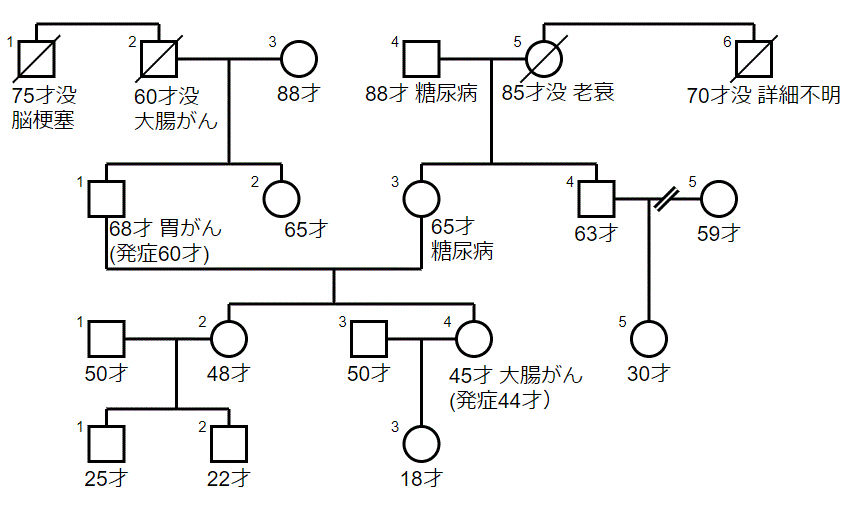 1
2
3
4
5
6
75才没
脳梗塞
60才没
大腸がん
88才
88才 糖尿病
85才没 老衰
70才没 詳細不明
1
2
3
4
5
68才 胃がん
(発症60才)
65才
65才
糖尿病
63才
59才
1
2
3
4
5
50才
48才
50才
45才 大腸がん
(発症44才)
30才
1
2
3
25才
22才
18才